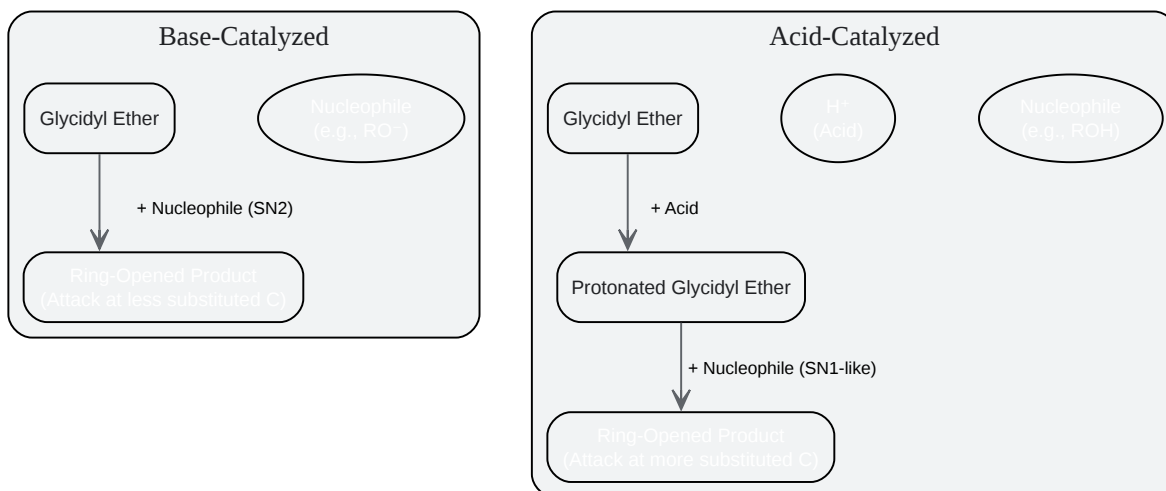 Base-Catalyzed
Glycidyl Ether
Nucleophile
(e.g., RO⁻)
+ Nucleophile (SN2)
Ring-Opened Product
(Attack at less substituted C)
Acid-Catalyzed
Glycidyl Ether
H⁺
(Acid)
Nucleophile
(e.g., ROH)
+ Acid
Protonated Glycidyl Ether
+ Nucleophile (SN1-like)
Ring-Opened Product
(Attack at more substituted C)